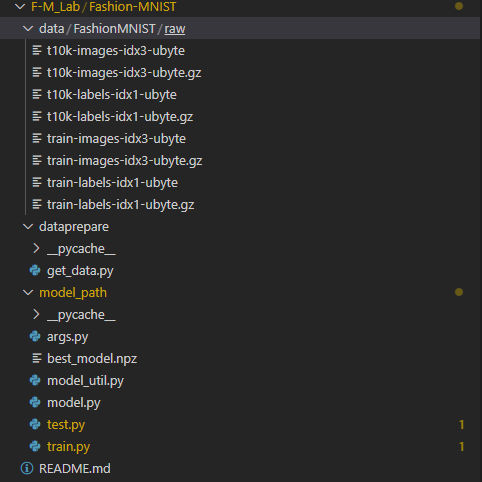 F-M_Lab/Fashion-MNIST
data/FashionMNIST/raw
t10k-images-idx3-ubyte
t10k-images-idx3-ubyte.gz
t10k-labels-idx1-ubyte
t10k-labels-idx1-ubyte.gz
train-images-idx3-ubyte
train-images-idx3-ubyte.gz
train-labels-idx1-ubyte
train-labels-idx1-ubyte.gz
dataprepare
__pycache__
get_data.py
model_path
__pycache__
args.py
best_model.npz
model_util.py
model.py
test.py 1
train.py 1
README.md